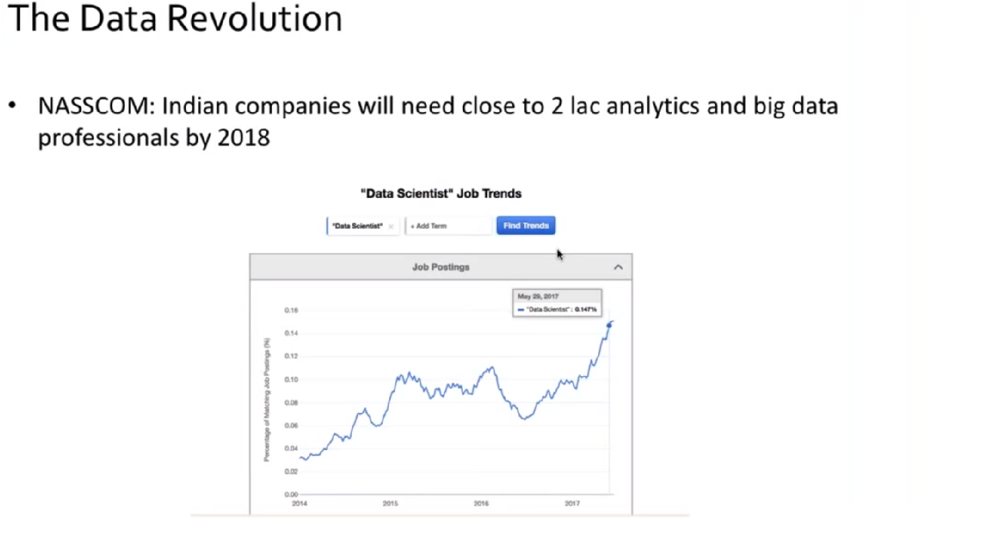 The Data Revolution
• NASSCOM: Indian companies will need close to 2 lac analytics and big data
professionals by 2018
"Data Scientist" Job Trends
"Data Scientist" × + Add Term Find Trends
Job Postings
May 29, 2017
"Data Scientist": 0.147%
Percentage of Matching Job Postings (%)
0.16
0.14
0.12
0.10
0.08
0.06
0.04
0.02
0.00
2014 2015 2016 2017